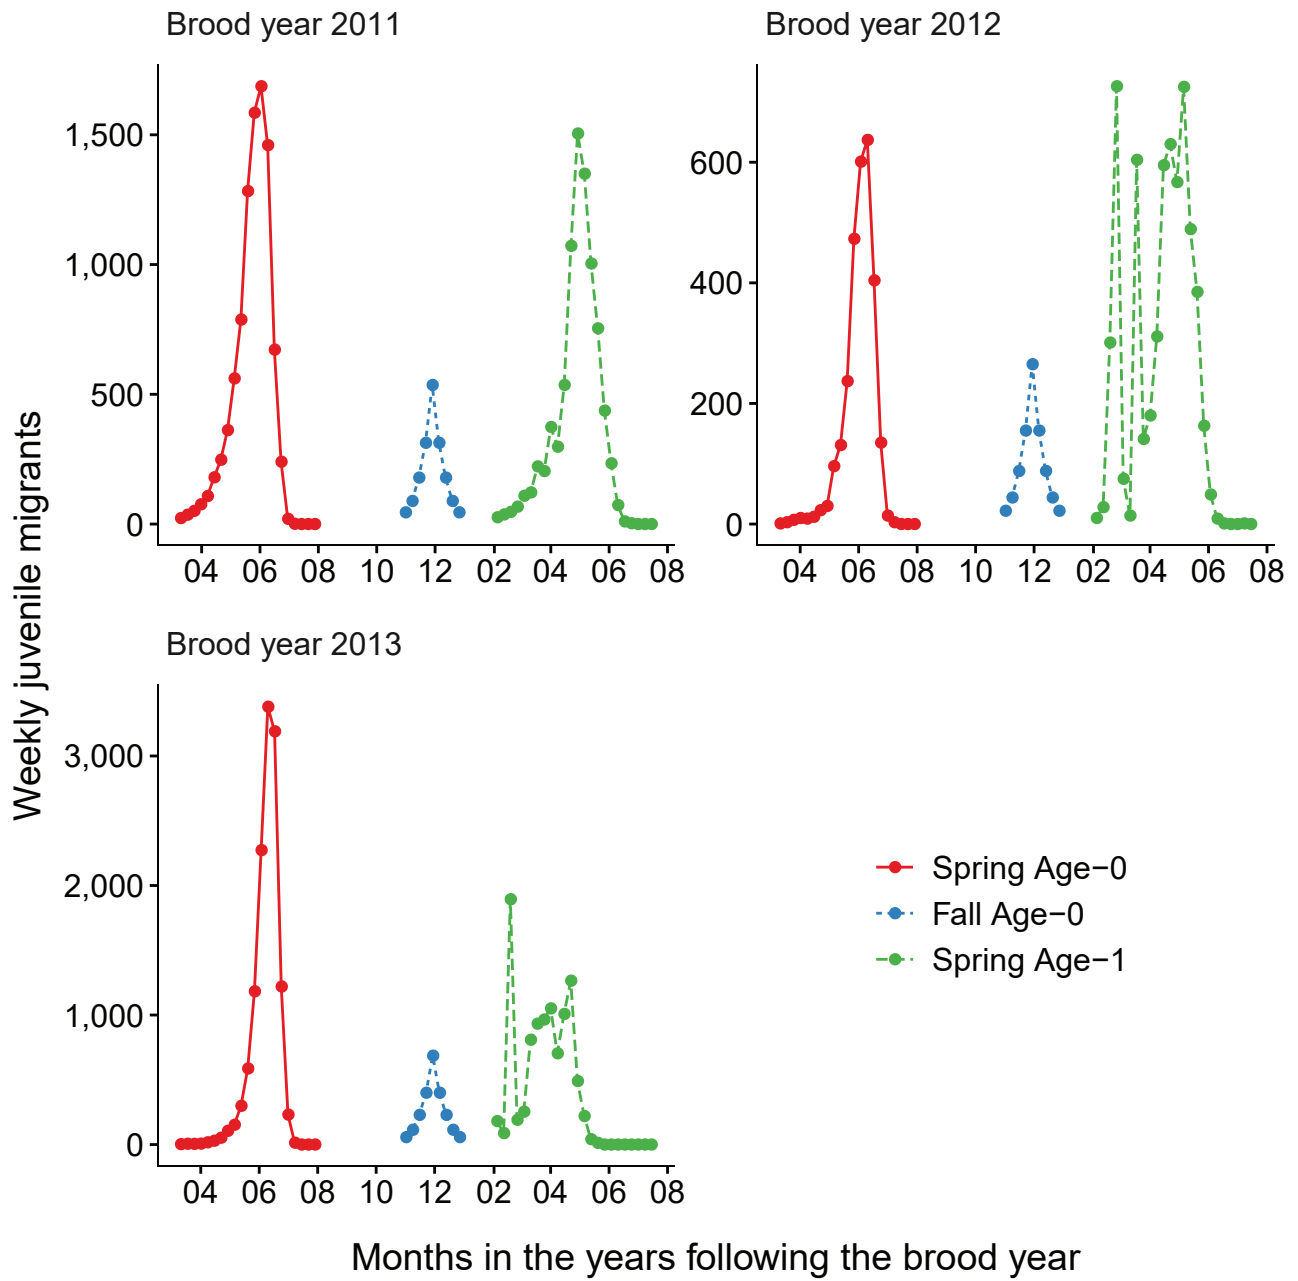 Brood year 2011
Brood year 2012
1,500
1,000
500
0
600
400
200
0
04 06 08 10 12 02 04 06 08
04 06 08 10 12 02 04 06 08
Weekly juvenile migrants
Brood year 2013
3,000
2,000
1,000
0
04 06 08 10 12 02 04 06 08
Spring Age−0
Fall Age−0
Spring Age−1
Months in the years following the brood year